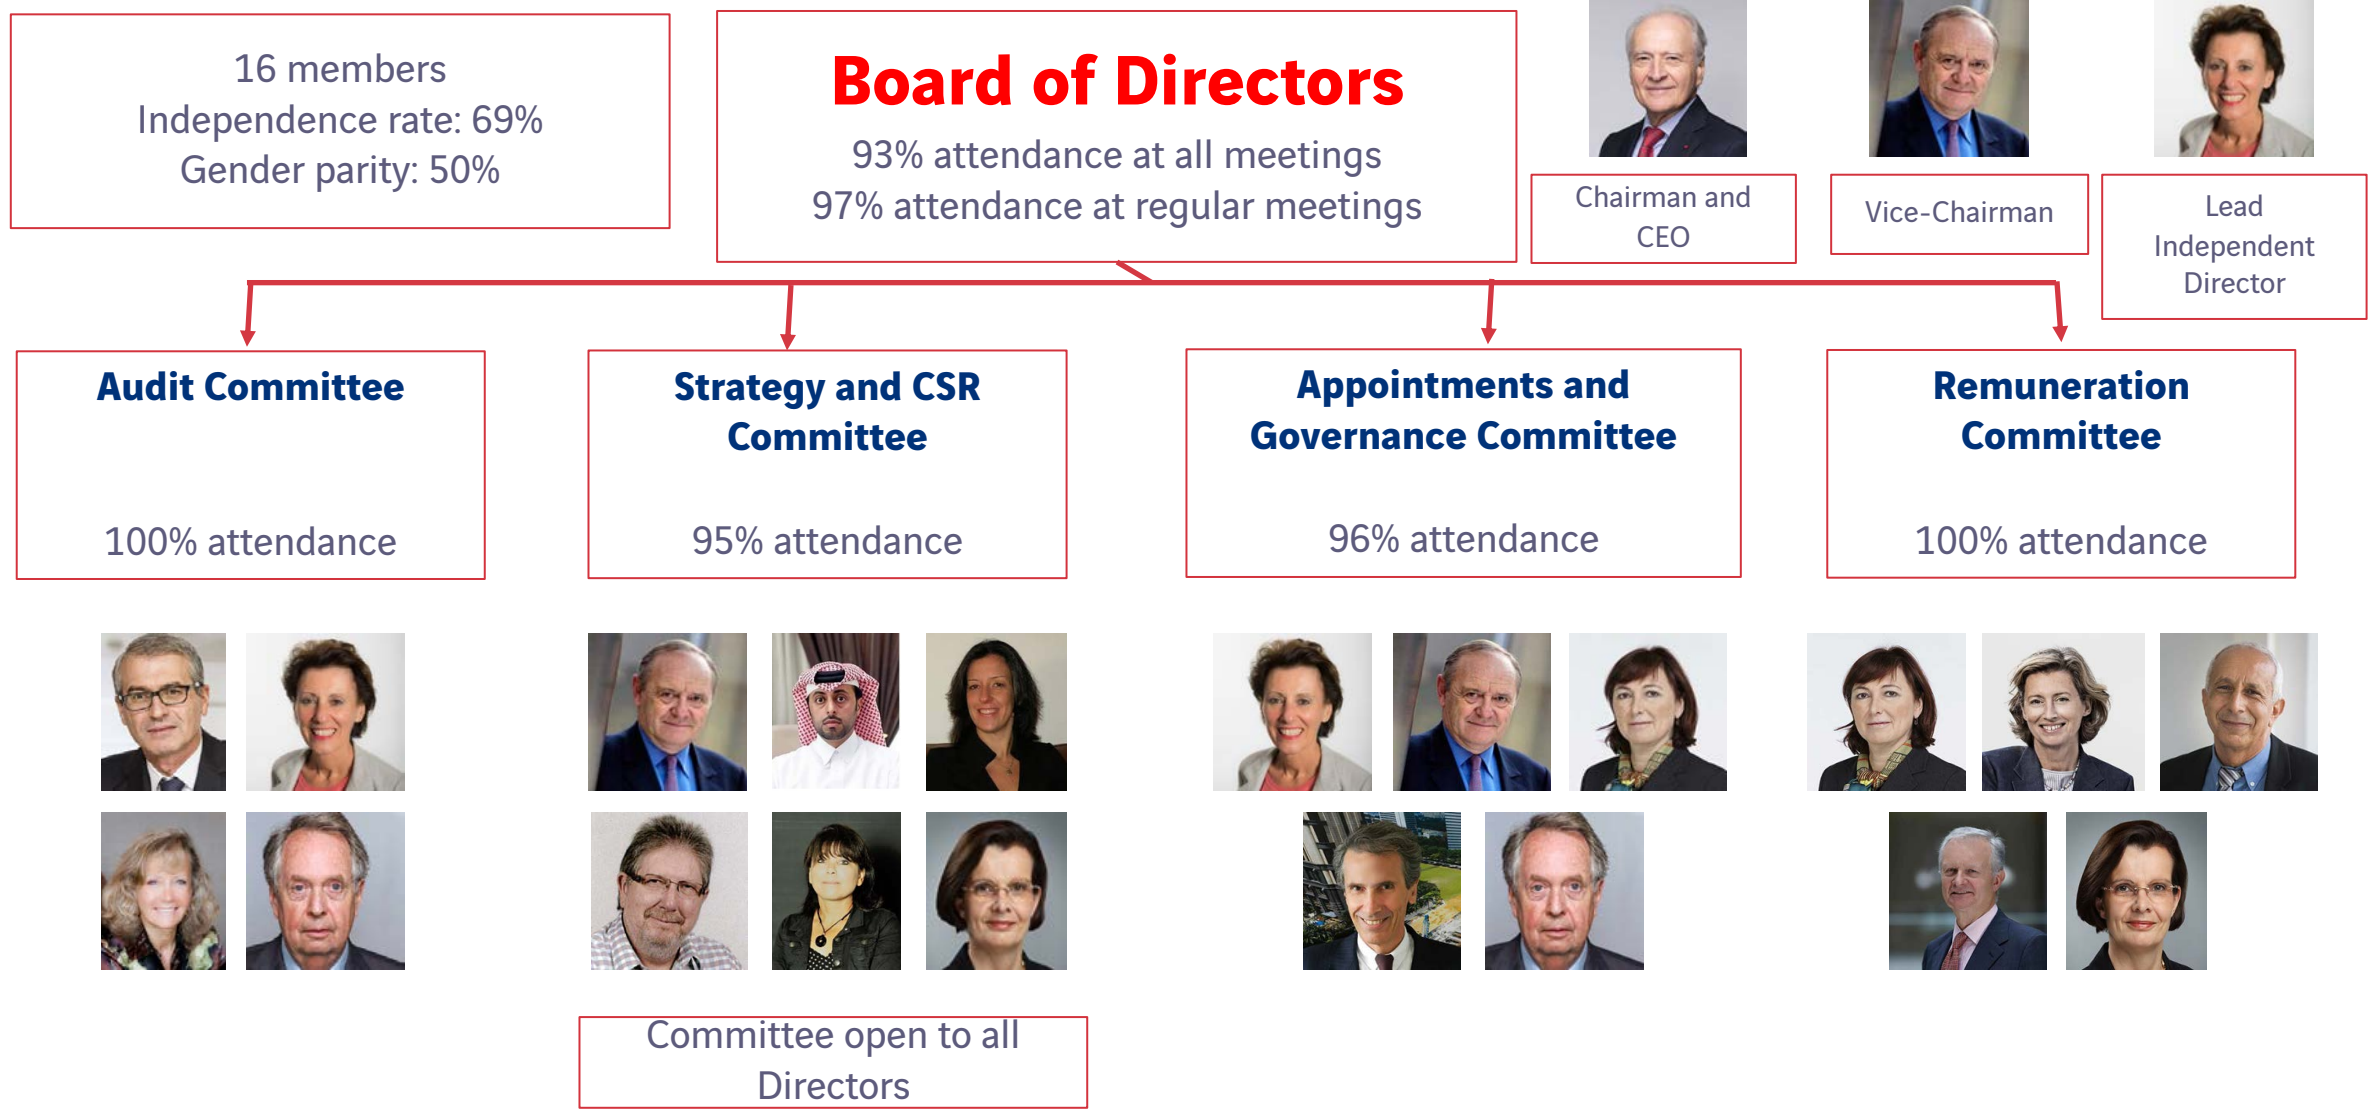 16 members
Independence rate: 69%
Gender parity: 50%
Board of Directors
93% attendance at all meetings
97% attendance at regular meetings
Chairman and
CEO
Vice-Chairman
Lead
Independent
Director
Audit Committee
100% attendance
Strategy and CSR
Committee
95% attendance
Appointments and
Governance Committee
96% attendance
Remuneration
Committee
100% attendance
Committee open to all
Directors